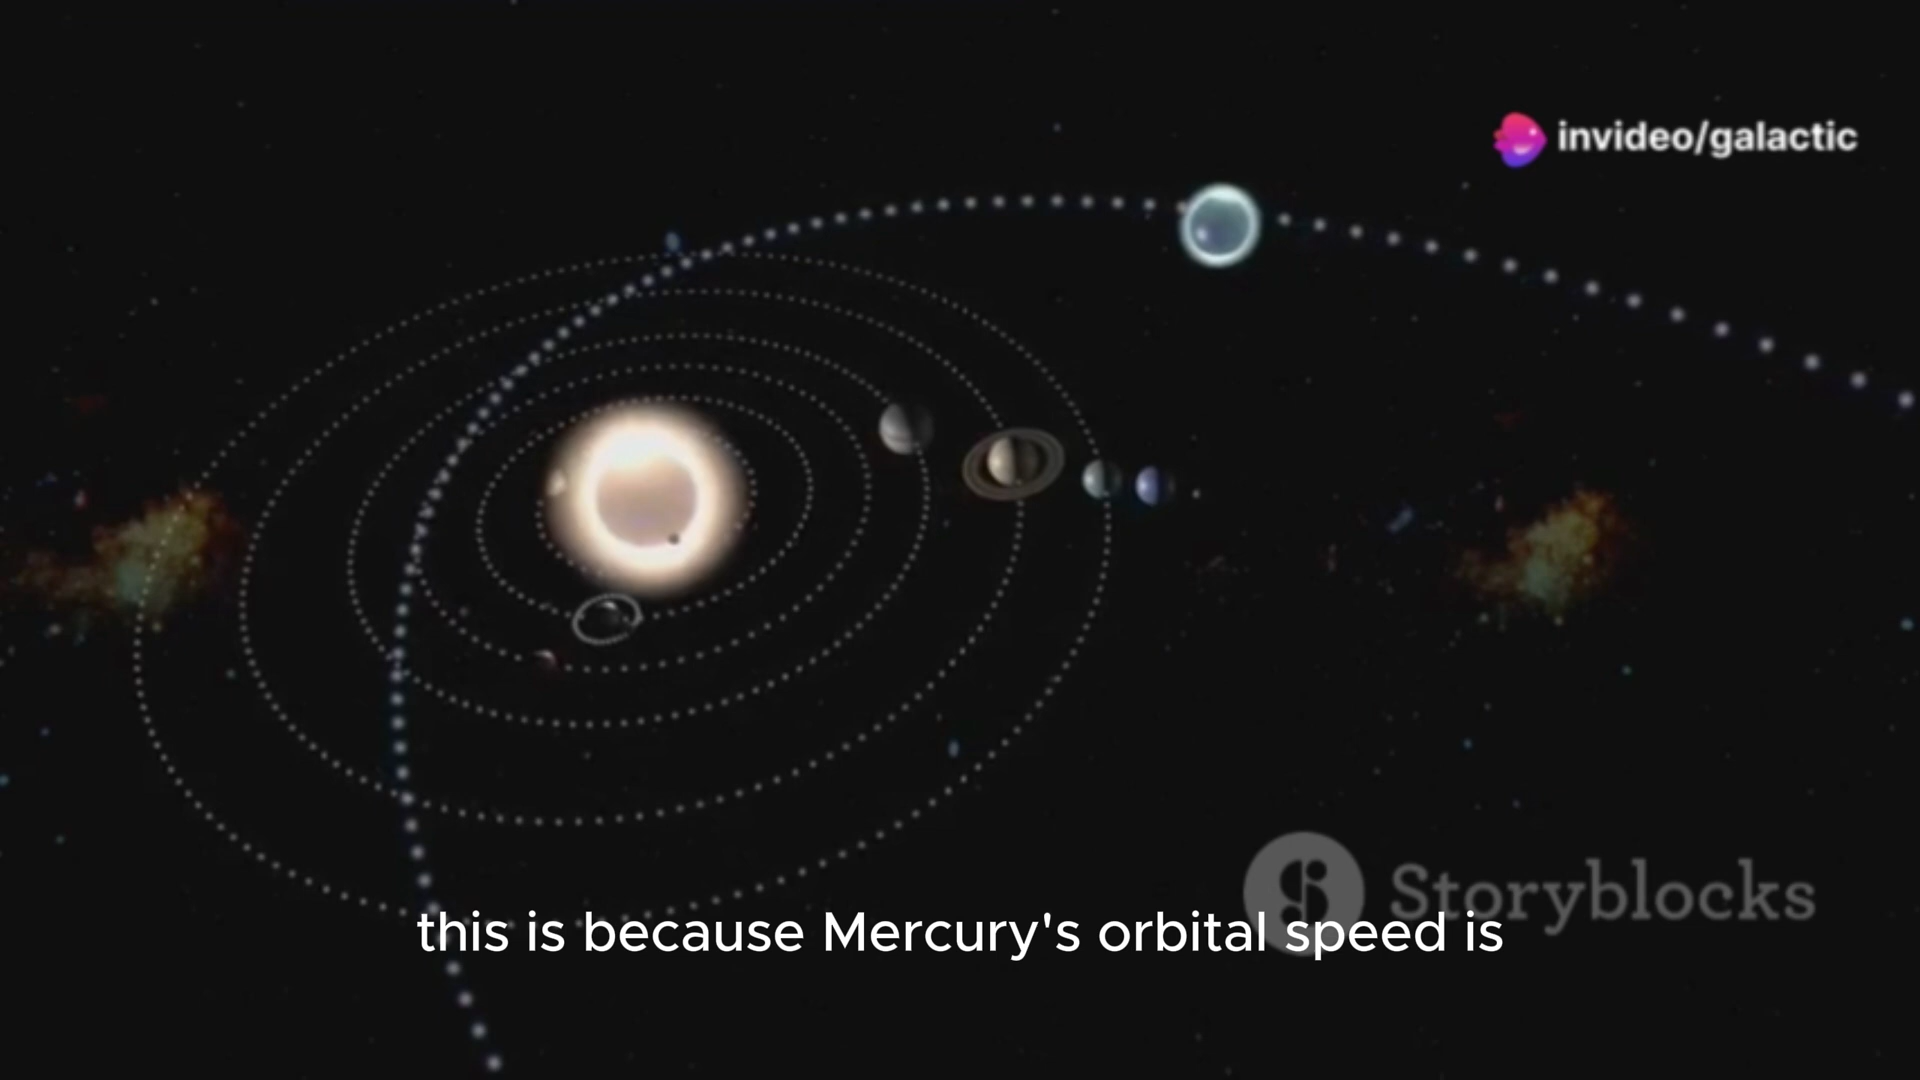 invideo/galactic
Storyblocks
this is because Mercury's orbital speed is